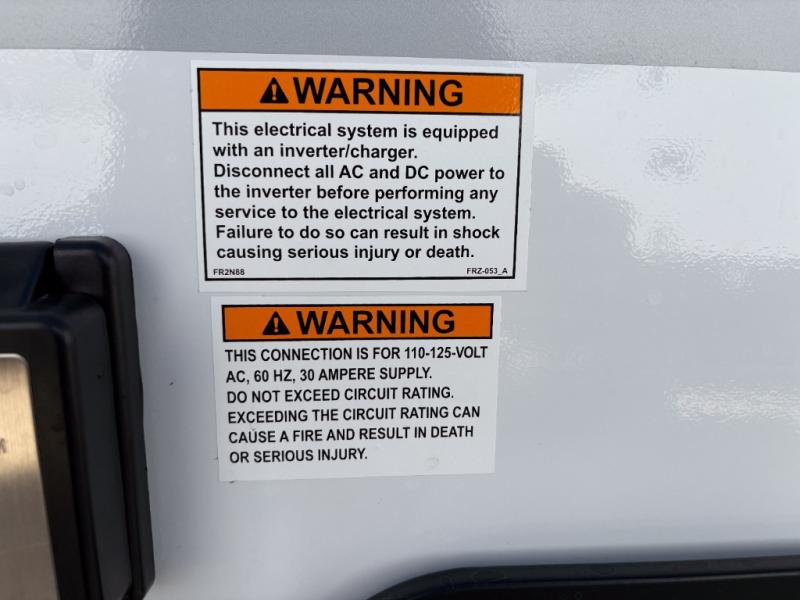 WARNING
This electrical system is equipped
with an inverter/charger.
Disconnect all AC and DC power to
the inverter before performing any
service to the electrical system.
Failure to do so can result in shock
causing serious injury or death.
FR2N88 FRZ-053_A
WARNING
THIS CONNECTION IS FOR 110-125-VOLT
AC, 60 HZ, 30 AMPERE SUPPLY.
DO NOT EXCEED CIRCUIT RATING.
EXCEEDING THE CIRCUIT RATING CAN
CAUSE A FIRE AND RESULT IN DEATH
OR SERIOUS INJURY.